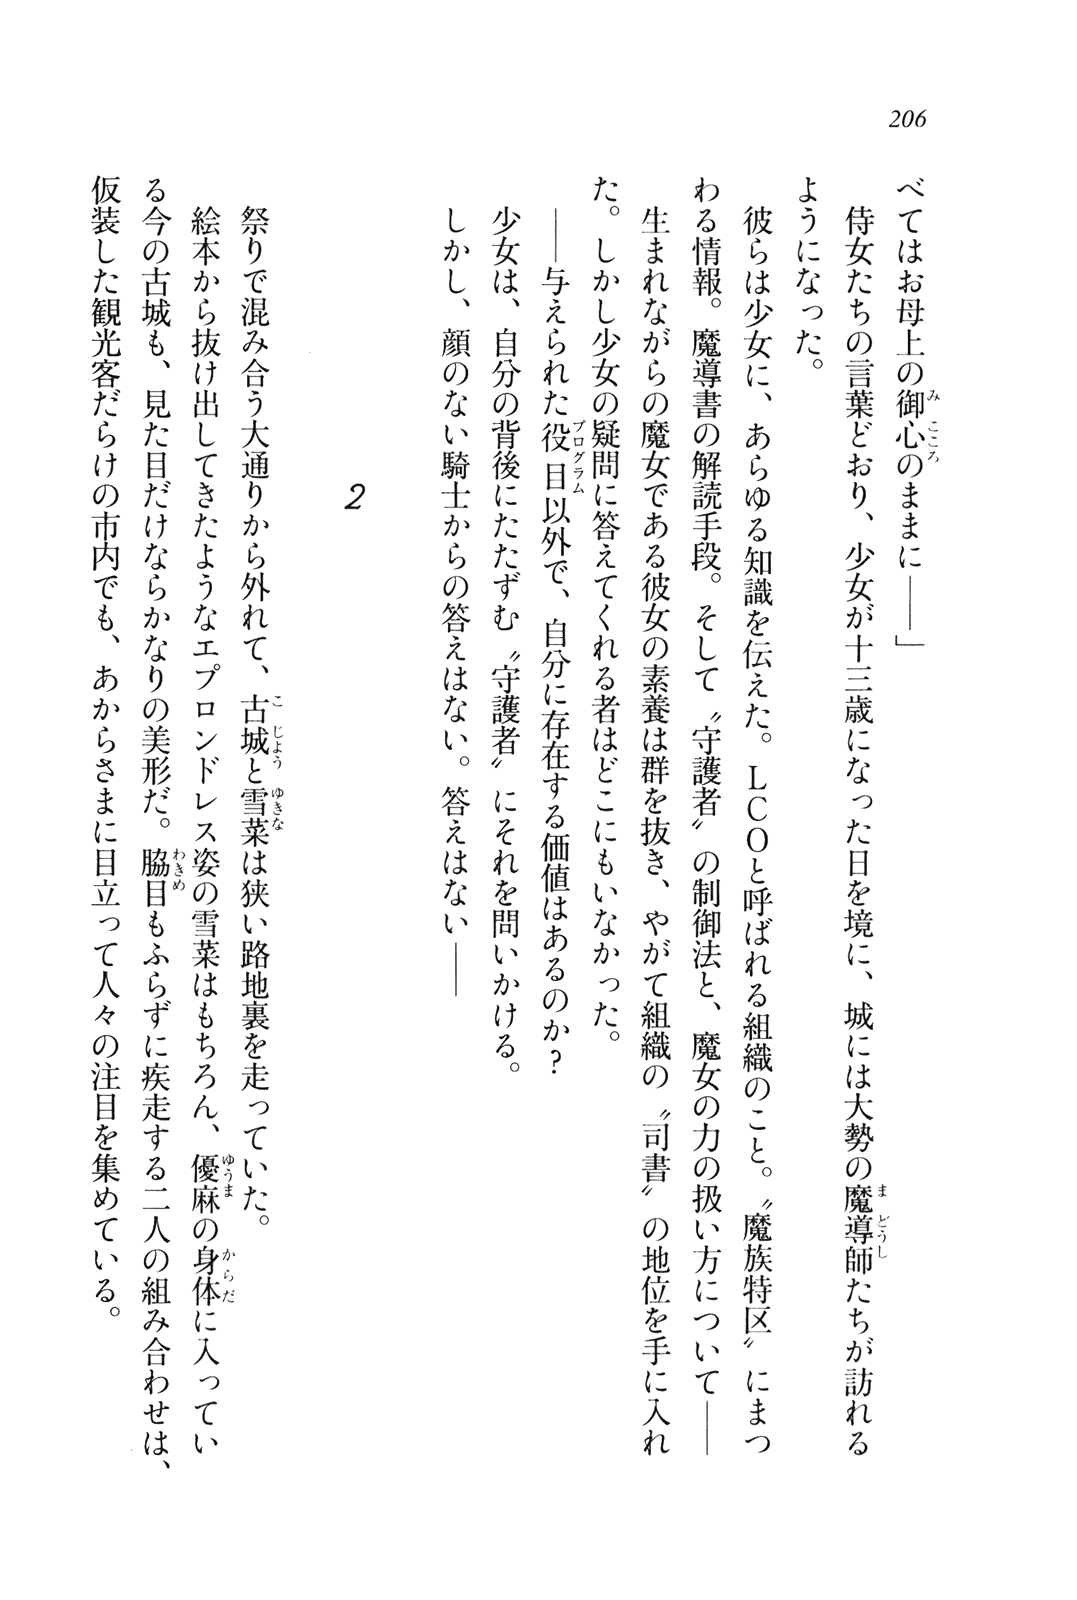 206
べてはお母上の御心のままに――」
侍女たちの言葉どおり、少女が十三歳になった日を境に、城には大勢の魔導師たちが訪れる
ようになった。
彼らは少女に、あらゆる知識を伝えた。LCOと呼ばれる組織のこと。〝魔族特区〟にまつ
わる情報。魔導書の解読手段。そして〝守護者〟の制御法と、魔女の力の扱い方について――
生まれながらの魔女である彼女の素養は群を抜き、やがて組織の〝司書〟の地位を手に入れ
た。しかし少女の疑問に答えてくれる者はどこにもいなかった。
――与えられた役目以外で、自分に存在する価値はあるのか?
少女は、自分の背後にたたずむ〝守護者〟にそれを問いかける。
しかし、顔のない騎士からの答えはない。答えはない――
2
祭りで混み合う大通りから外れて、古城と雪菜は狭い路地裏を走っていた。
絵本から抜け出してきたようなエプロンドレス姿の雪菜はもちろん、優麻の身体に入ってい
る今の古城も、見た目だけならかなりの美形だ。脇目もふらずに疾走する二人の組み合わせは、
仮装した観光客だらけの市内でも、あからさまに目立って人々の注目を集めている。